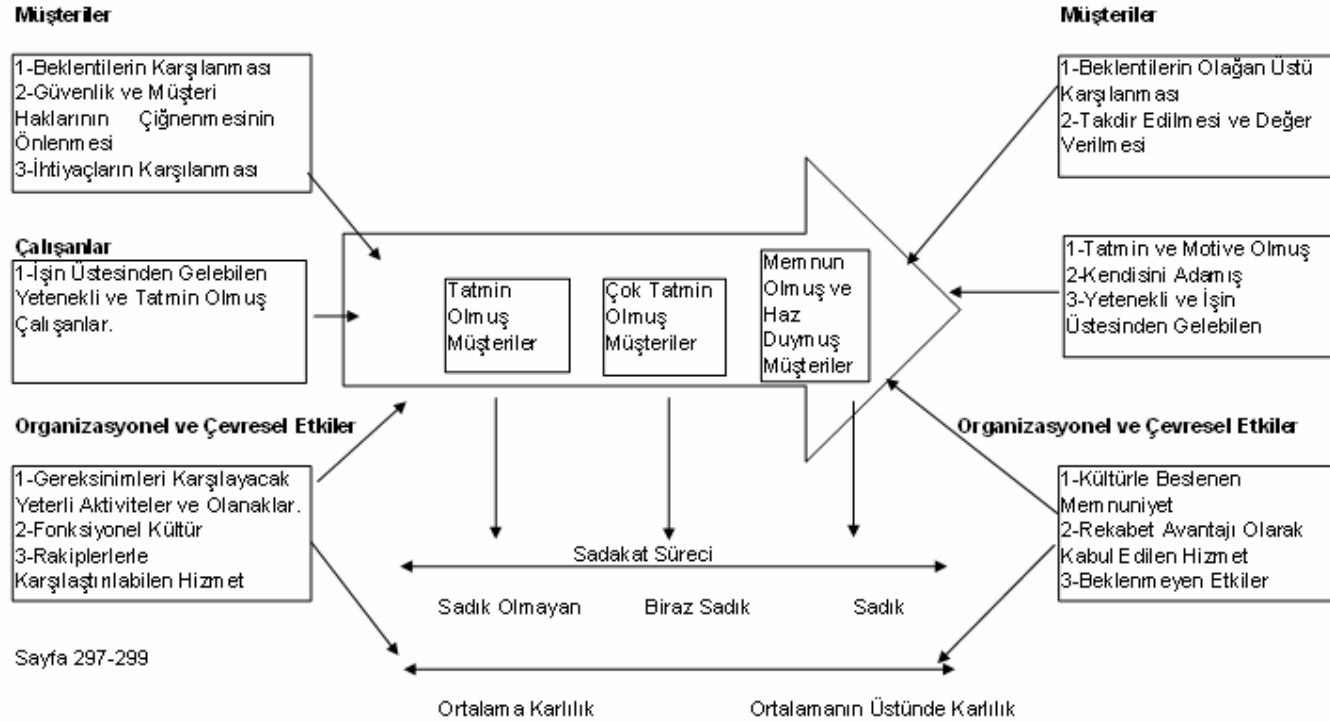 Müşteriler
1-Beklentilerin Karşılanması
2-Güvenlik ve Müşteri
Haklarının Çiğnenmesinin
Önlenmesi
3-İhtiyaçların Karşılanması
Çalışanlar
1-İşin Üstesinden Gelebilen
Yetenekli ve Tatmin Olmuş
Çalışanlar.
Organizasyonel ve Çevresel Etkiler
1-Gereksinimleri Karşılayacak
Yeterli Aktiviteler ve Olanaklar.
2-Fonksiyonel Kültür
3-Rakiplerlerle
Karşılaştırılabilen Hizmet
Sayfa 297-299
Tatmin
Olmuş
Müşteriler
Çok Tatmin
Olmuş
Müşteriler
Memnun
Olmuş ve
Haz
Duymuş
Müşteriler
Sadakat Süreci
Sadık Olmayan
Biraz Sadık
Sadık
Ortalama Karlılık
Ortalamanın Üstünde Karlılık
Müşteriler
1-Beklentilerin Olağan Üstü
Karşılanması
2-Takdir Edilmesi ve Değer
Verilmesi
1-Tatmin ve Motive Olmuş
2-Kendisini Adamış
3-Yetenekli ve İşin
Üstesinden Gelebilen
Organizasyonel ve Çevresel Etkiler
1-Kültürle Beslenen
Memnuniyet
2-Rekabet Avantajı Olarak
Kabul Edilen Hizmet
3-Beklenmeyen Etkiler